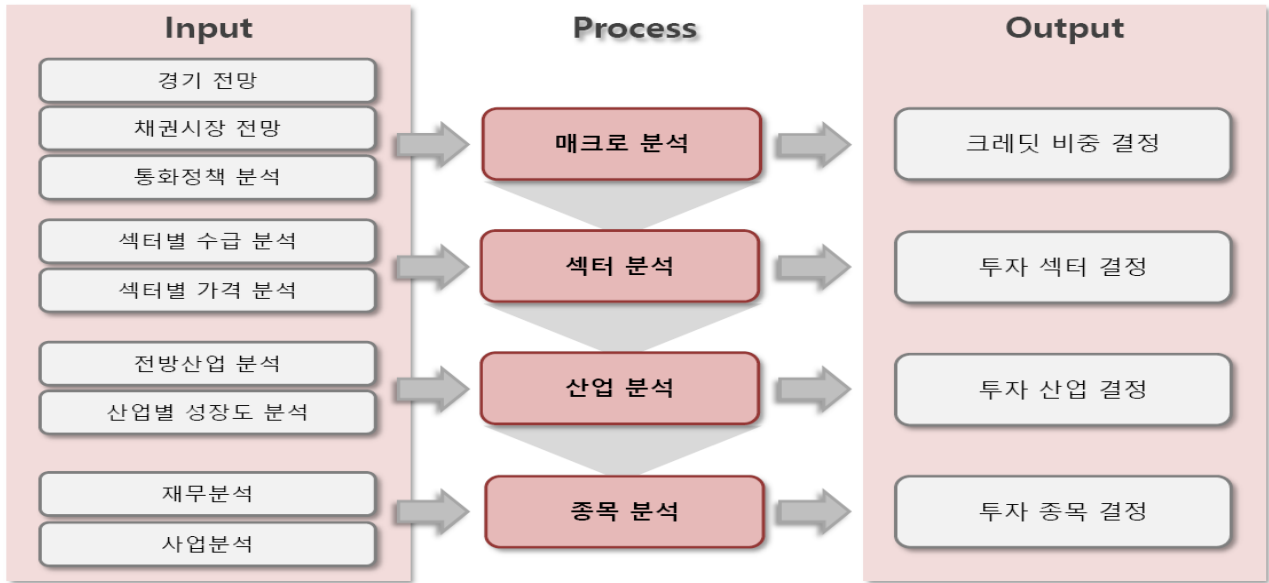 Input
Process
Output
경기 전망
채권시장 전망
통화정책 분석
매크로 분석
크레딧 비중 결정
섹터별 수급 분석
섹터별 가격 분석
섹터 분석
투자 섹터 결정
전방산업 분석
산업별 성장도 분석
산업 분석
투자 산업 결정
재무분석
사업분석
종목 분석
투자 종목 결정